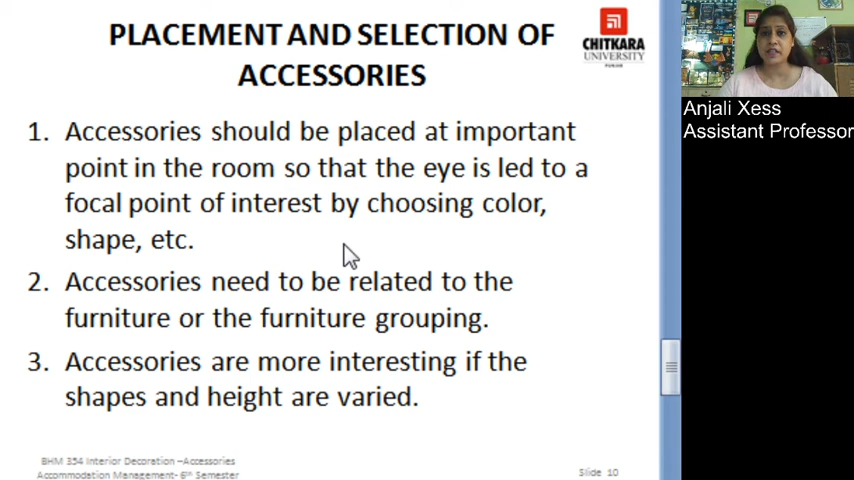 PLACEMENT AND SELECTION OF
ACCESSORIES
CHITKARA
UNIVERSITY
PUNJAB
Anjali Xess
Assistant Professor
1. Accessories should be placed at important
point in the room so that the eye is led to a
focal point of interest by choosing color,
shape, etc.
2. Accessories need to be related to the
furniture or the furniture grouping.
3. Accessories are more interesting if the
shapes and height are varied.
BHM 354 Interior Decoration –Accessories
Accommodation Management- 6th Semester
Slide 10